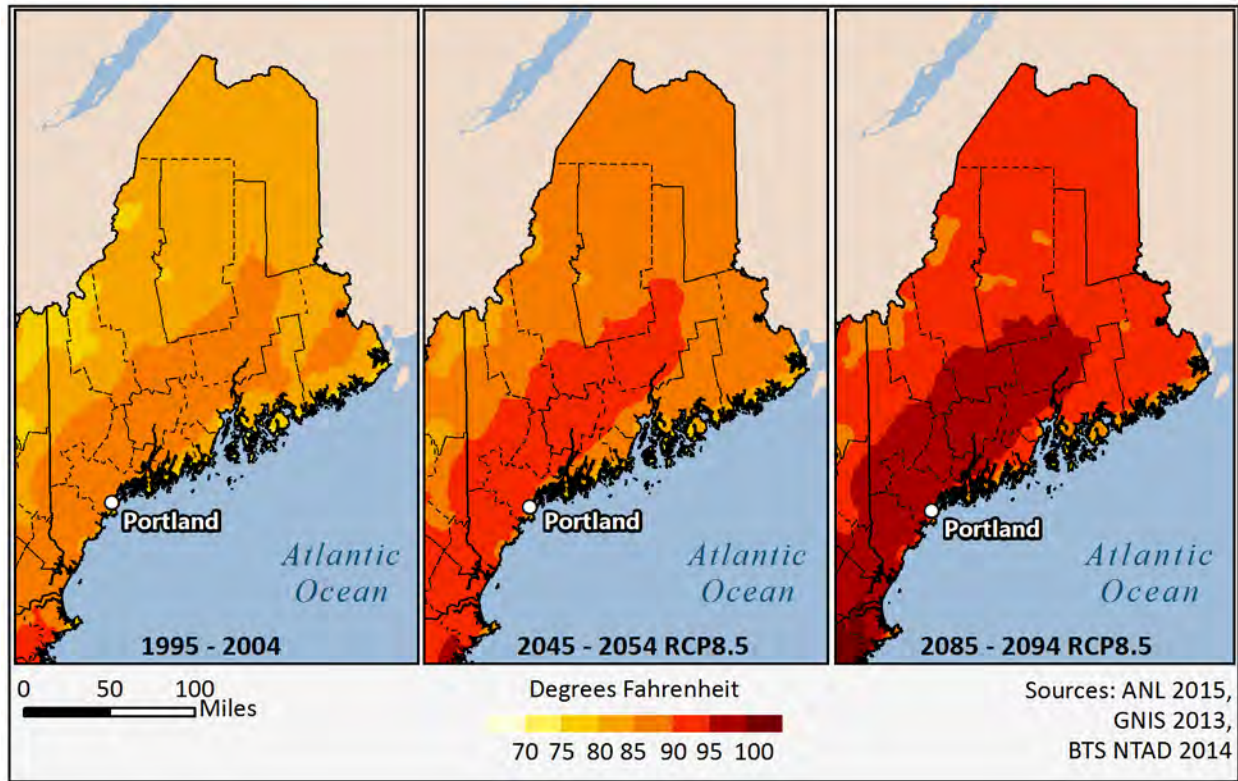 Portland
Atlantic
Ocean
1995 - 2004
Portland
Atlantic
Ocean
2045 - 2054 RCP8.5
Portland
Atlantic
Ocean
2085 - 2094 RCP8.5
0 50 100
Miles
Degrees Fahrenheit
70 75 80 85 90 95 100
Sources: ANL 2015,
GNIS 2013,
BTS NTAD 2014